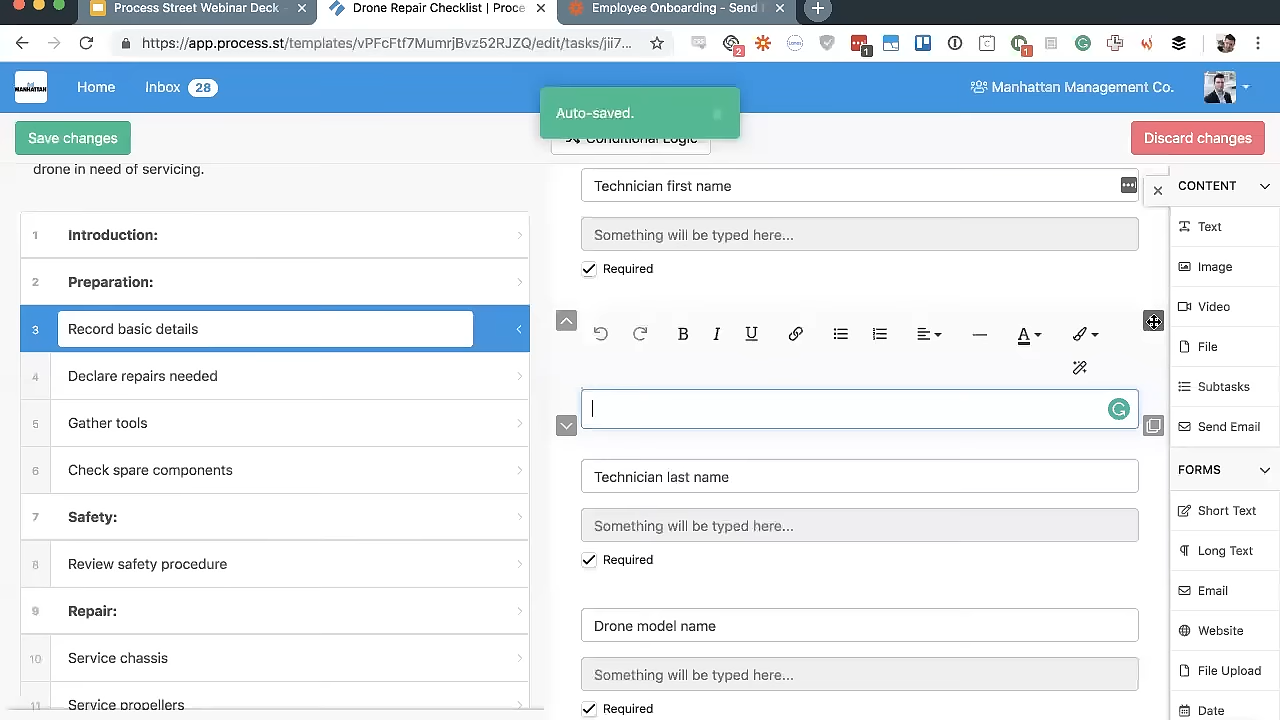 Process Street Webinar Deck -
Drone Repair Checklist | Proce
Employee Onboarding - Send
https://app.process.st/templates/vPFcFtf7MumrjBvz52RJZQ/edit/tasks/jii7...
2
1
1
MANHATTAN
Home
Inbox 28
Manhattan Management Co.
Auto-saved.
Save changes
Conditional Logic
Discard changes
drone in need of servicing.
1 Introduction:
2 Preparation:
3 Record basic details
4 Declare repairs needed
5 Gather tools
6 Check spare components
7 Safety:
8 Review safety procedure
9 Repair:
10 Service chassis
11 Service propellers
Technician first name
Something will be typed here...
Required
B I U
A
Technician last name
Something will be typed here...
Required
Drone model name
Something will be typed here...
Required
CONTENT
Text
Image
Video
File
Subtasks
Send Email
FORMS
Short Text
Long Text
Email
Website
File Upload
Date